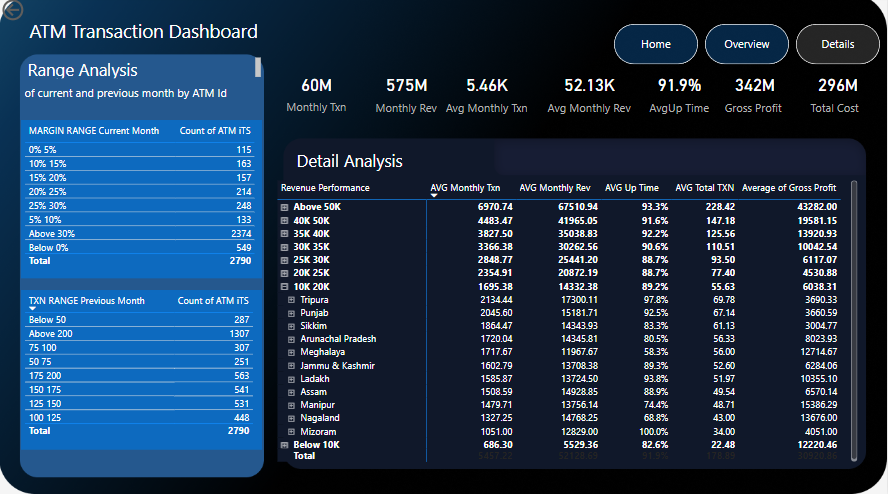 ATM Transaction Dashboard
Home Overview Details
Range Analysis
of current and previous month by ATM Id
60M 575M 5.46K 52.13K 91.9% 342M 296M
Monthly Txn Monthly Rev Avg Monthly Txn Avg Monthly Rev AvgUp Time Gross Profit Total Cost
MARGIN RANGE Current Month Count of ATM iTS
0% 5% 115
10% 15% 163
15% 20% 157
20% 25% 214
25% 30% 248
5% 10% 133
Above 30% 2374
Below 0% 549
Total 2790
TXN RANGE Previous Month Count of ATM iTS
Below 50 287
Above 200 1307
75 100 307
50 75 251
175 200 563
150 175 541
125 150 531
100 125 448
Total 2790
Detail Analysis
Revenue Performance AVG Monthly Txn AVG Monthly Rev AVG Up Time AVG Total TXN Average of Gross Profit
Above 50K 6970.74 67510.94 93.3% 228.42 43282.00
40K 50K 4483.47 41965.05 91.6% 147.18 19581.15
35K 40K 3827.50 35038.83 92.2% 125.56 13920.93
30K 35K 3366.38 30262.56 90.6% 110.51 10042.54
25K 30K 2848.77 25441.20 88.7% 93.50 6117.07
20K 25K 2354.91 20872.19 88.7% 77.40 4530.88
10K 20K 1695.38 14332.38 89.2% 55.63 6038.31
Tripura 2134.44 17300.11 97.8% 69.78 3690.33
Punjab 2045.60 15181.71 92.5% 67.14 3660.59
Sikkim 1864.47 14343.93 83.3% 61.13 3004.77
Arunachal Pradesh 1720.04 14345.81 80.5% 56.33 8023.93
Meghalaya 1717.67 11967.67 58.3% 56.00 12714.67
Jammu & Kashmir 1602.79 13708.38 89.3% 52.60 6284.06
Ladakh 1585.87 13724.50 93.8% 51.97 10355.10
Assam 1508.59 14928.85 88.9% 49.54 6570.14
Manipur 1479.71 13756.14 74.4% 48.71 15386.29
Nagaland 1327.25 14768.25 68.8% 43.00 13676.00
Mizoram 1051.00 12829.00 100.0% 34.00 4051.00
Below 10K 686.30 5529.36 82.6% 22.48 12220.46
Total